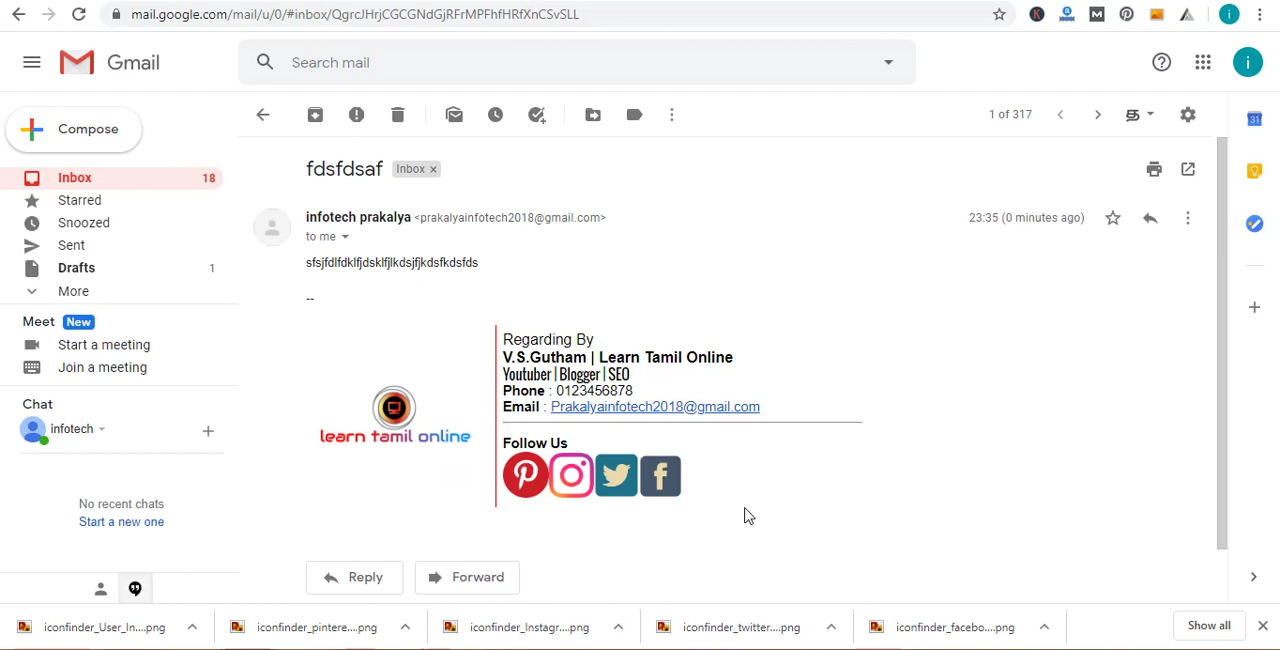 mail.google.com/mail/u/0/#inbox/QgrcJHrjCGCGNdGjRFrMPFhfHRfXnCSvSLL
K a M i
Gmail
Search mail
i
Compose
1 of 317
31
fdsfdsaf Inbox x
Inbox 18
Starred
Snoozed
Sent
Drafts 1
More
infotech prakalya <prakalyainfotech2018@gmail.com> 23:35 (0 minutes ago)
to me
sfsjfdlfdklfjdsklfjlkdsjfjkdsfkdsfds
--
Meet New
Start a meeting
Join a meeting
Chat
infotech
No recent chats
Start a new one
learn tamil online
Regarding By
V.S.Gutham | Learn Tamil Online
Youtuber | Blogger | SEO
Phone : 0123456878
Email : Prakalyainfotech2018@gmail.com
Follow Us
Reply Forward
iconfinder_User_In....png iconfinder_pintere....png iconfinder_Instagr....png iconfinder_twitter....png iconfinder_facebo....png Show all